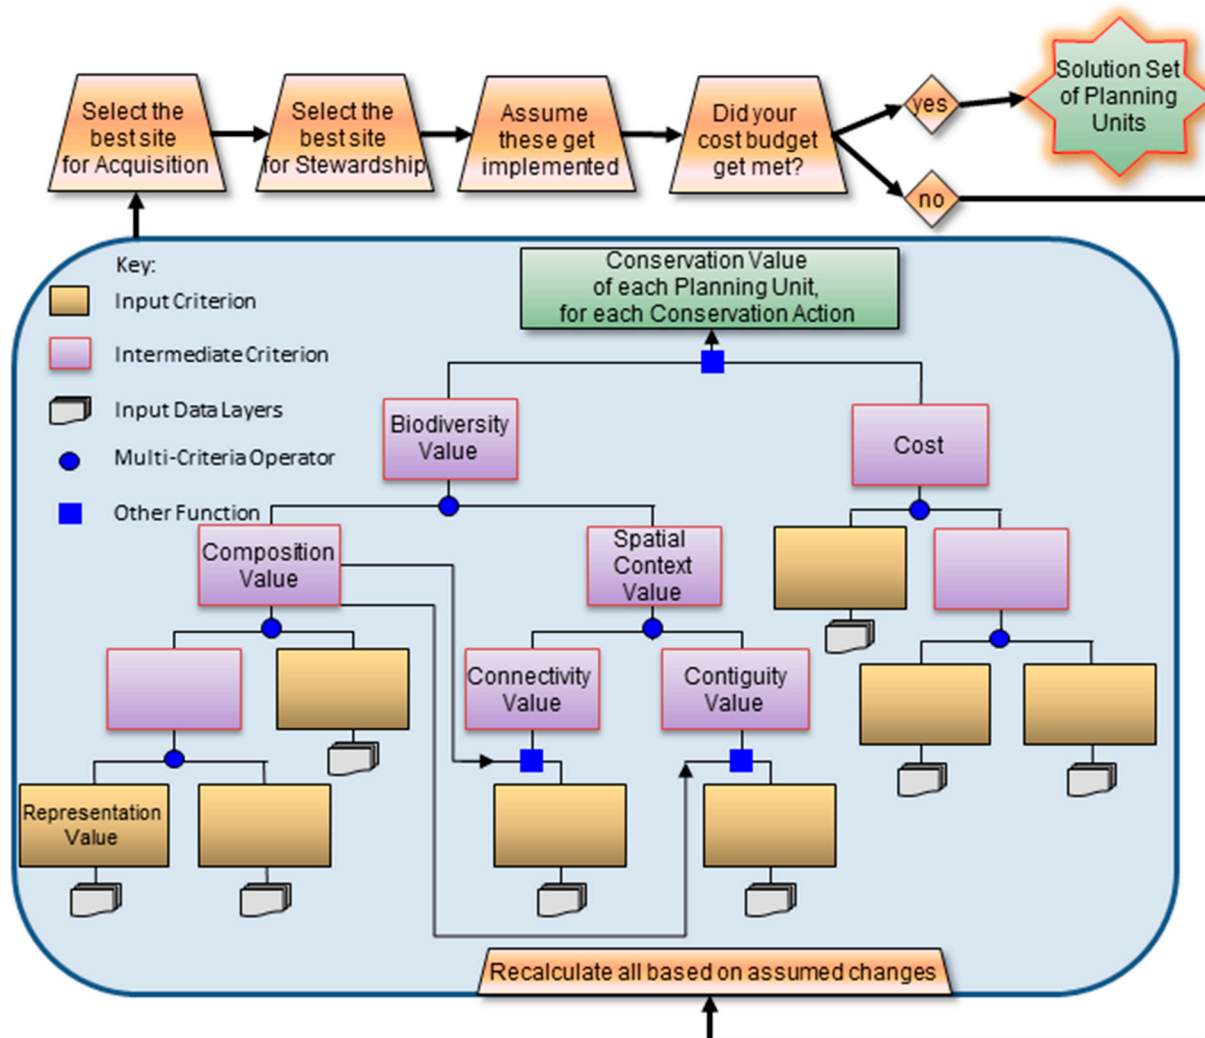 Select the
best site
for Acquisition
Select the
best site
for Stewardship
Assume
these get
implemented
Did your
cost budget
get met?
yes
no
Solution Set
of Planning
Units
Key:
Input Criterion
Intermediate Criterion
Input Data Layers
Multi-Criteria Operator
Other Function
Conservation Value
of each Planning Unit,
for each Conservation Action
Biodiversity
Value
Cost
Composition
Value
Spatial
Context
Value
Connectivity
Value
Contiguity
Value
Representation
Value
Recalculate all based on assumed changes